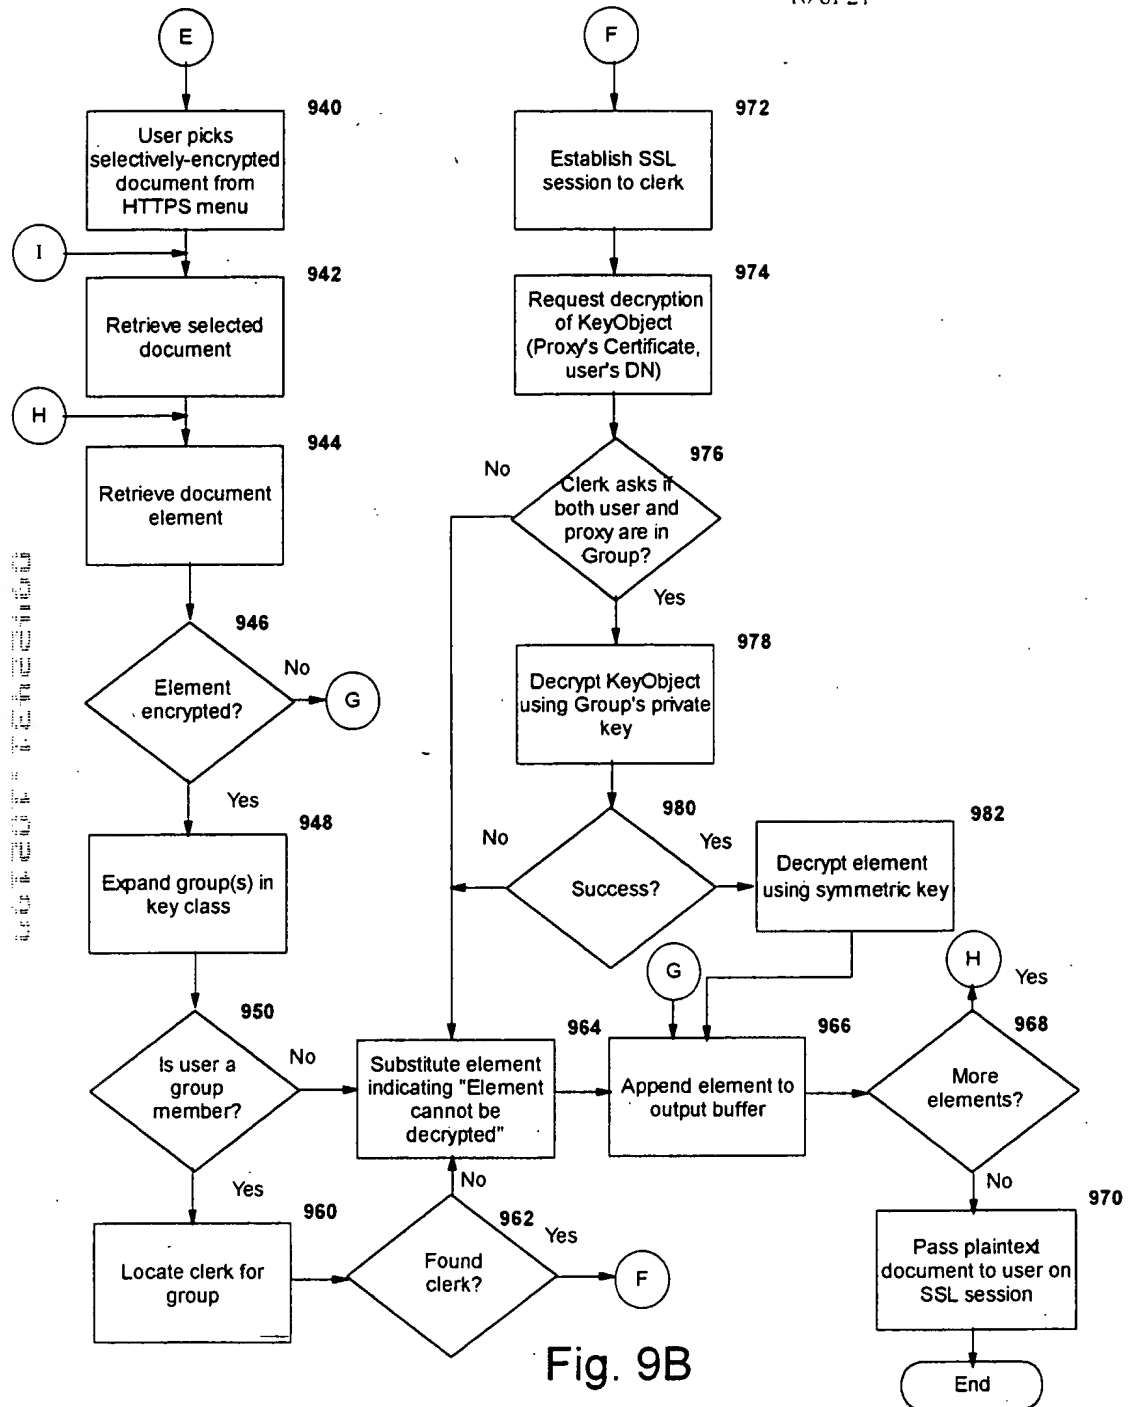 E
F
940
User picks
selectively-encrypted
document from
HTTPS menu
972
Establish SSL
session to clerk
I
942
Retrieve selected
document
974
Request decryption
of KeyObject
(Proxy's Certificate,
user's DN)
H
944
Retrieve document
element
No
976
Clerk asks if
both user and
proxy are in
Group?
Yes
946
Element
encrypted?
No
G
Yes
978
Decrypt KeyObject
using Group's private
key
948
Expand group(s) in
key class
No
980
Success?
Yes
982
Decrypt element
using symmetric key
G
H
Yes
950
Is user a
group
member?
No
964
Substitute element
indicating "Element
cannot be
decrypted"
966
Append element to
output buffer
968
More
elements?
Yes
No
No
960
Locate clerk for
group
962
Found
clerk?
Yes
F
970
Pass plaintext
document to user on
SSL session
Fig. 9B
End